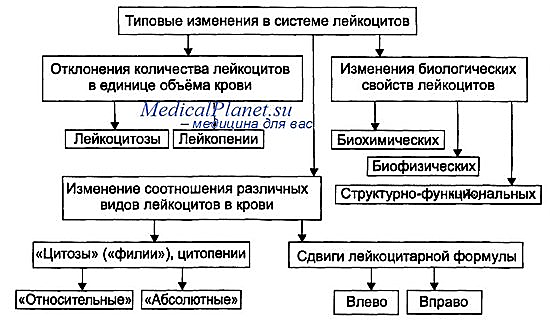 Типовые изменения в системе лейкоцитов
Отклонения количества лейкоцитов
в единице объёма крови
Изменения биологических
свойств лейкоцитов
MedicalPlanet.su
– медицина для вас
Лейкоцитозы
Лейкопении
Биохимических
Биофизических
Структурно-функциональных
Изменение соотношения различных
видов лейкоцитов в крови
«Цитозы» («филии»), цитопении
Сдвиги лейкоцитарной формулы
«Относительные»
«Абсолютные»
Влево
Вправо